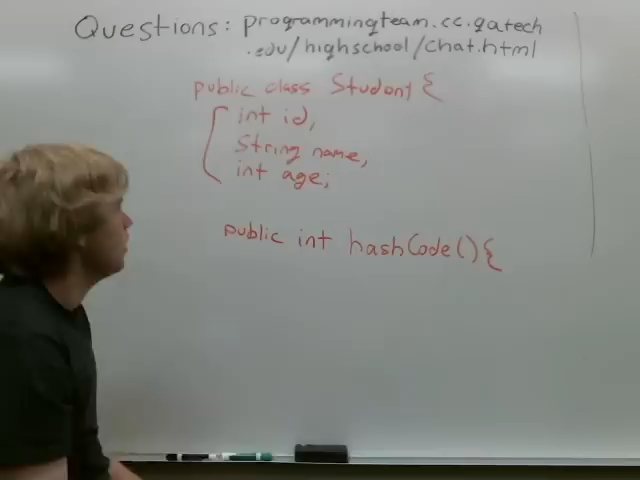 Questions: programmingteam.cc.gatech
.edu/highschool/chat.html
public class Student {
int id,
String name,
int age;
public int hashCode(){